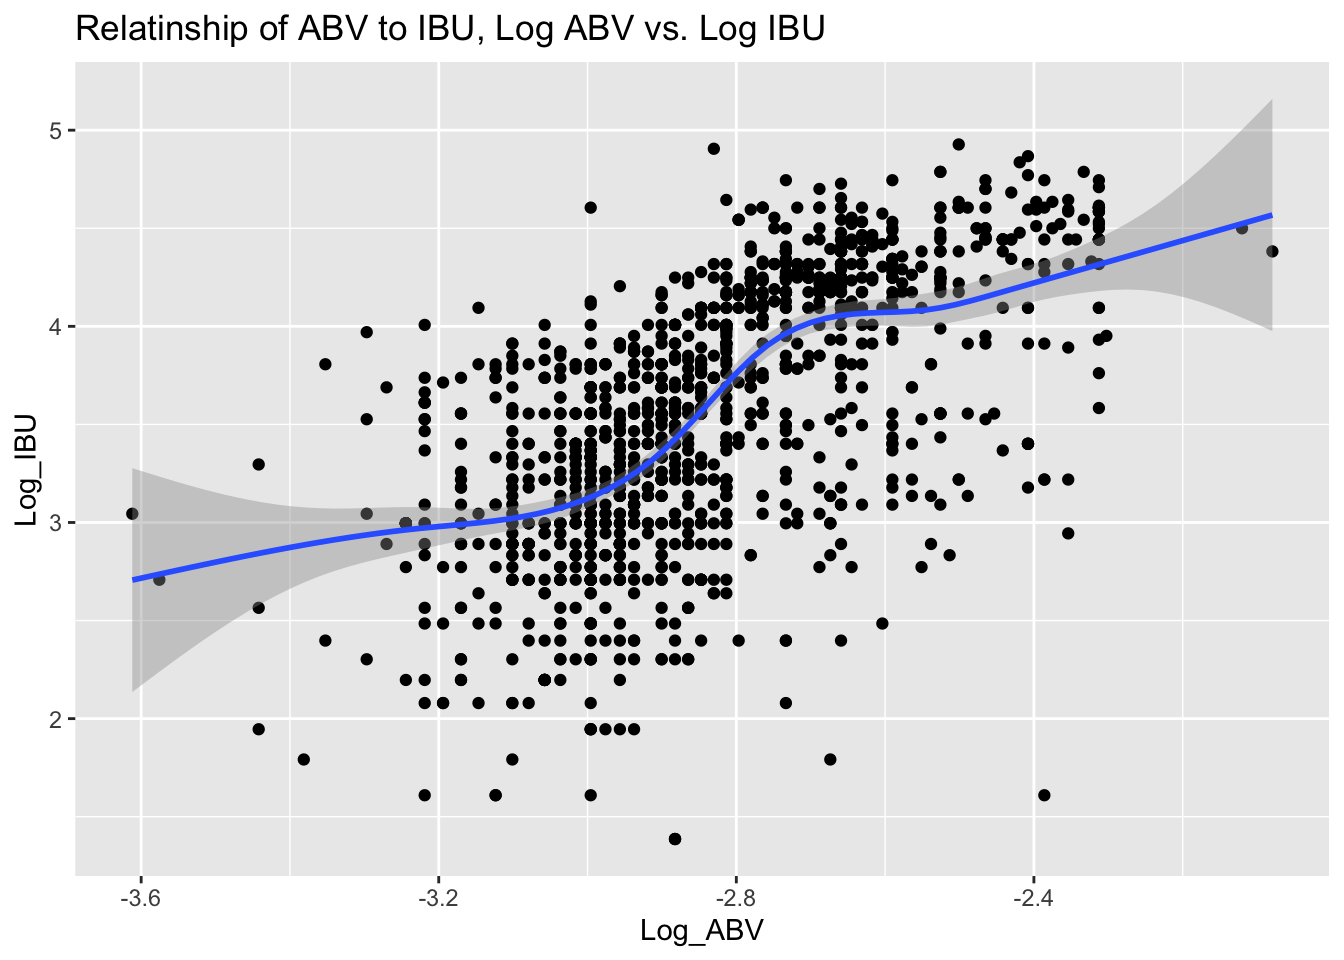 Relatinship of ABV to IBU, Log ABV vs. Log IBU
5
4
3
2
Log_IBU
-3.6 -3.2 -2.8 -2.4
Log_ABV